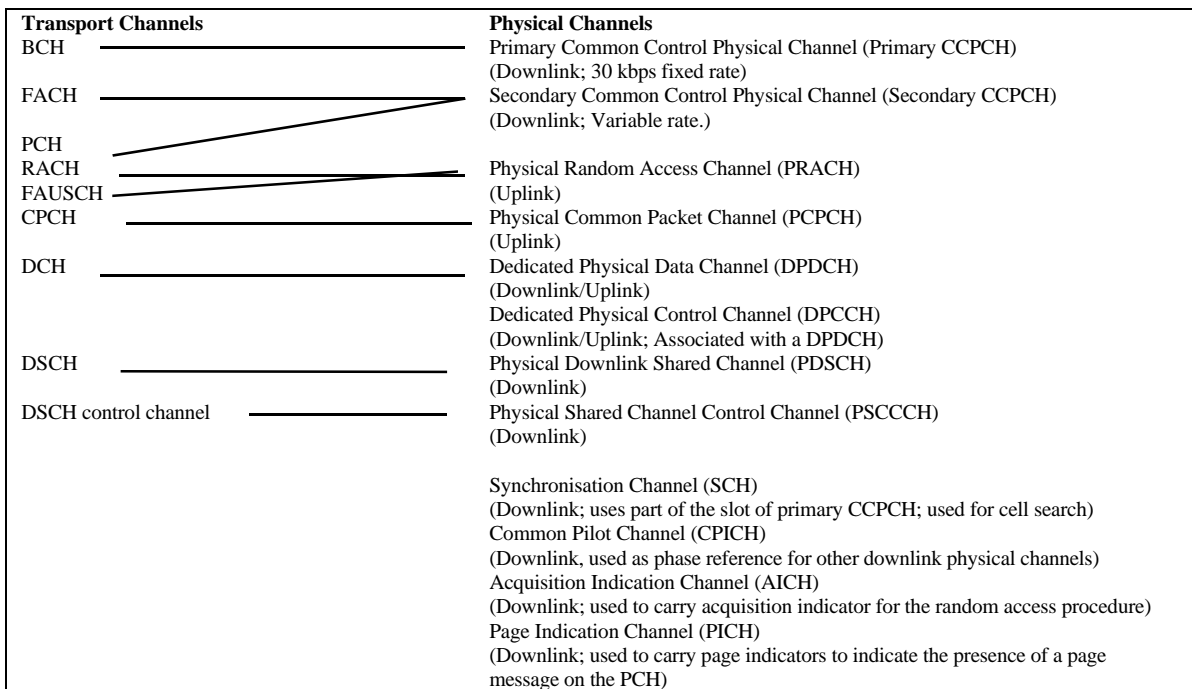 Transport Channels Physical Channels
BCH Primary Common Control Physical Channel (Primary CCPCH)
(Downlink; 30 kbps fixed rate)
FACH Secondary Common Control Physical Channel (Secondary CCPCH)
(Downlink; Variable rate.)
PCH
RACH Physical Random Access Channel (PRACH)
FAUSCH (Uplink)
CPCH Physical Common Packet Channel (PCPCH)
(Uplink)
DCH Dedicated Physical Data Channel (DPDCH)
(Downlink/Uplink)
Dedicated Physical Control Channel (DPCCH)
(Downlink/Uplink; Associated with a DPDCH)
DSCH Physical Downlink Shared Channel (PDSCH)
(Downlink)
DSCH control channel Physical Shared Channel Control Channel (PSCCCH)
(Downlink)
Synchronisation Channel (SCH)
(Downlink; uses part of the slot of primary CCPCH; used for cell search)
Common Pilot Channel (CPICH)
(Downlink, used as phase reference for other downlink physical channels)
Acquisition Indication Channel (AICH)
(Downlink; used to carry acquisition indicator for the random access procedure)
Page Indication Channel (PICH)
(Downlink; used to carry page indicators to indicate the presence of a page
message on the PCH)